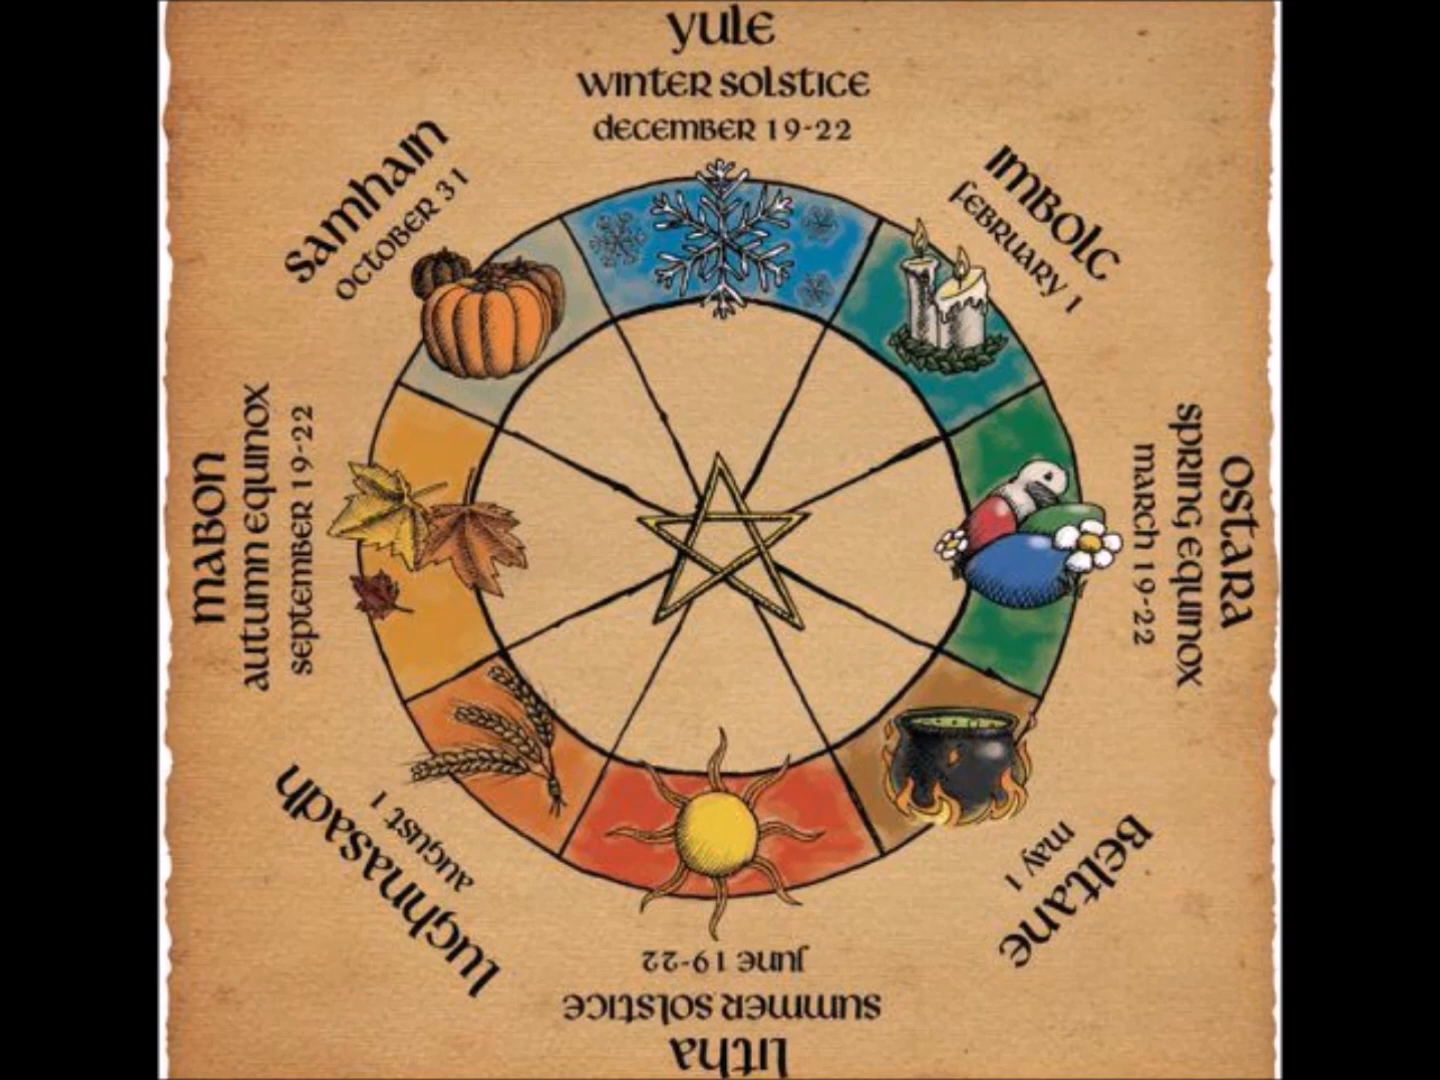 Yule
Winter Solstice
December 19-22
Imbolc
February 1
Ostara
Spring Equinox
March 19-22
Beltane
May 1
Litha
Summer Solstice
June 19-22
Lughnasadh
August 1
Mabon
Autumn Equinox
September 19-22
Samhain
October 31